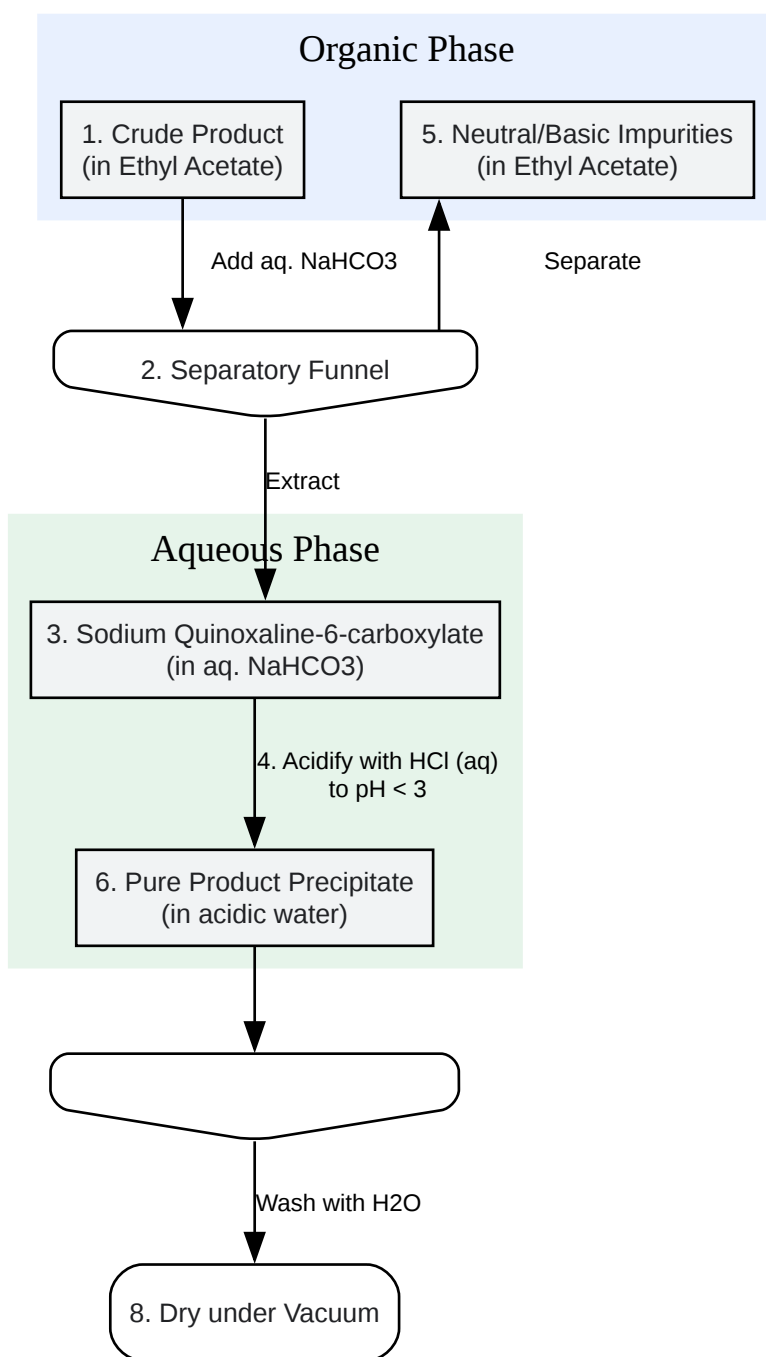 Organic Phase
1. Crude Product
(in Ethyl Acetate)
5. Neutral/Basic Impurities
(in Ethyl Acetate)
Add aq. NaHCO3
Separate
2. Separatory Funnel
Extract
Aqueous Phase
3. Sodium Quinoxaline-6-carboxylate
(in aq. NaHCO3)
4. Acidify with HCl (aq)
to pH < 3
6. Pure Product Precipitate
(in acidic water)
Wash with H2O
8. Dry under Vacuum